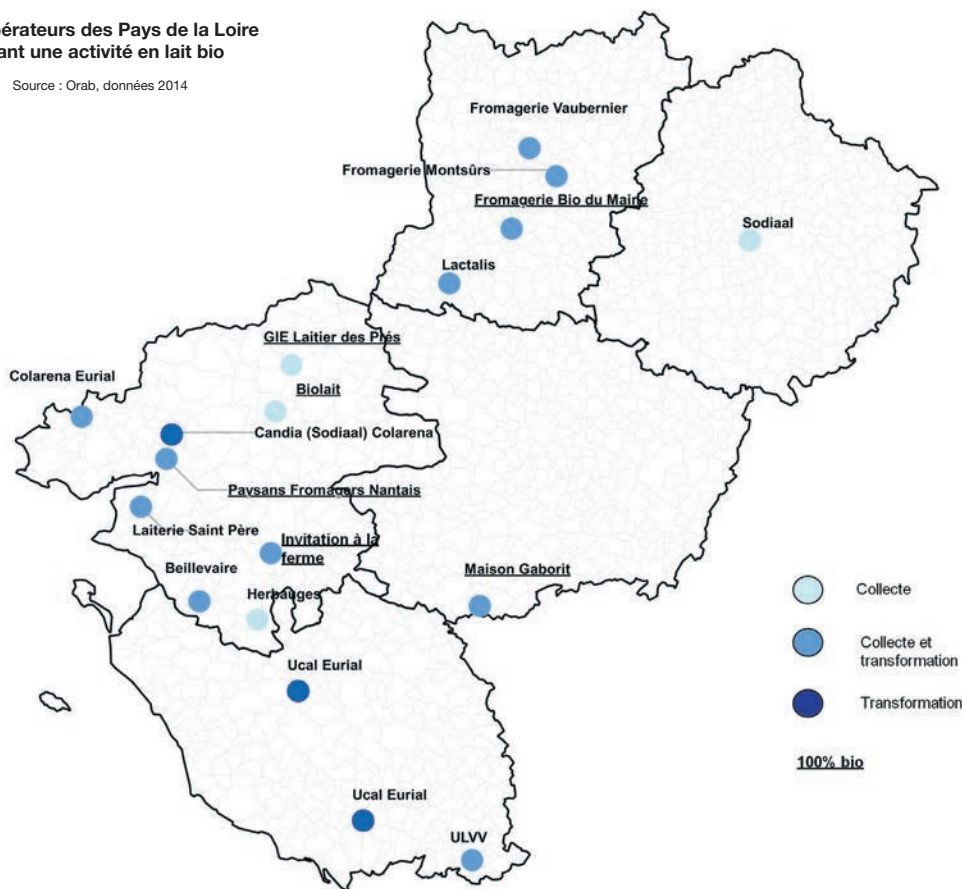 érateurs des Pays de la Loire
ant une activité en lait bio
Source : Orab, données 2014
Fromagerie Vaubernier
Fromagerie Montsûrs
Fromagerie Bio du Maine
Sodiaal
Lactalis
GIE Laitier des Prés
Colarena Eurial
Biolait
Candia (Sodiaal) Colarena
Paysans Fromagers Nantais
Laiterie Saint Père
Invitation à la
ferme
Beillevaire
Maison Gaborit
Herbauges
Collecte
Collecte et
transformation
Ucal Eurial
Transformation
100% bio
Ucal Eurial
ULVV